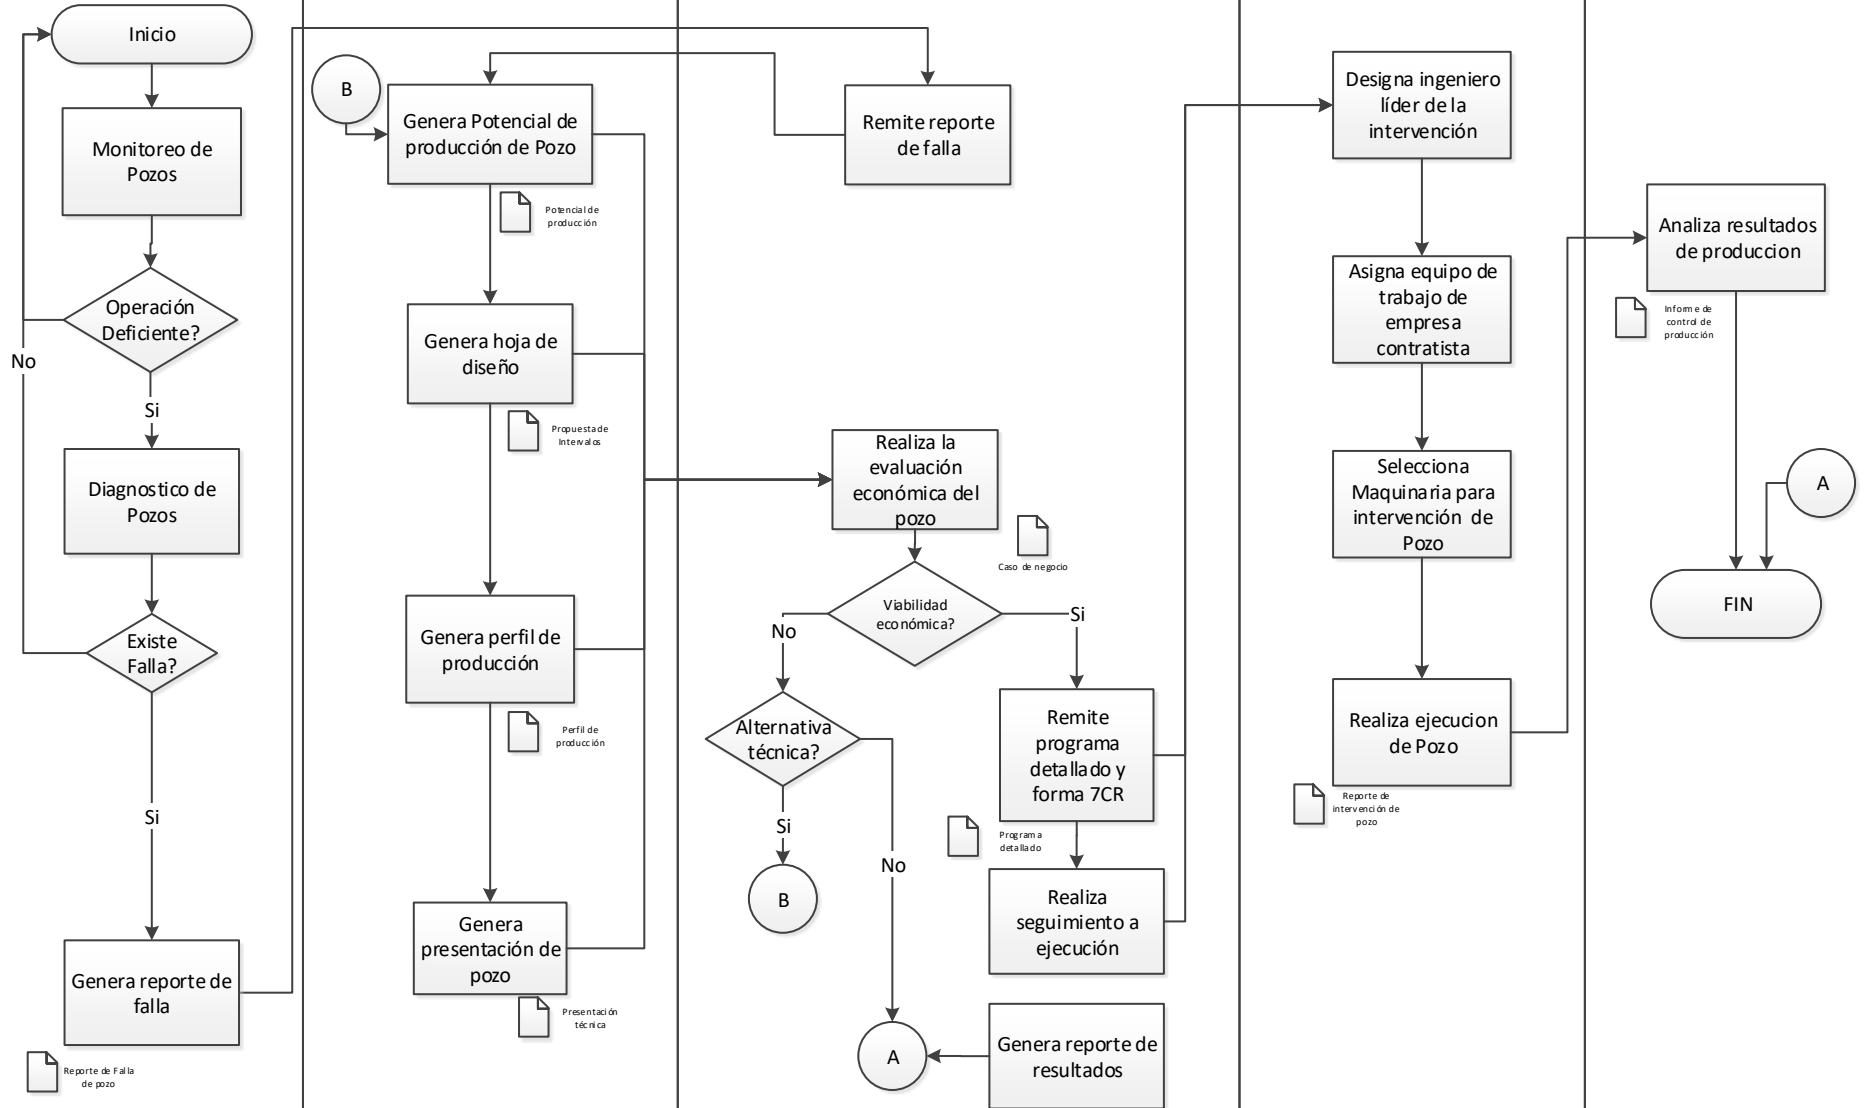 Inicio
Monitoreo de
Pozos
Operación
Deficiente?
No
Si
Diagnostico de
Pozos
Existe
Falla?
Si
Genera reporte de
falla
Reporte de Falla
de pozo
B
Genera Potencial de
producción de Pozo
Potencial de
producción
Genera hoja de
diseño
Propuesta de
Intervalos
Genera perfil de
producción
Perfil de
producción
Genera
presentación de
pozo
Presentación
técnica
Remite reporte
de falla
Realiza la
evaluación
económica del
pozo
Caso de negocio
Viabilidad
económica?
No
Si
Alternativa
técnica?
Si
B
No
A
Remite
programa
detallado y
forma 7CR
Programa
detallado
Realiza
seguimiento a
ejecución
Genera reporte de
resultados
Designa ingeniero
líder de la
intervención
Asigna equipo de
trabajo de
empresa
contratista
Selecciona
Maquinaria para
intervención de
Pozo
Realiza ejecucion
de Pozo
Reporte de
intervención de
pozo
Analiza resultados
de produccion
Informe de
control de
producción
A
FIN